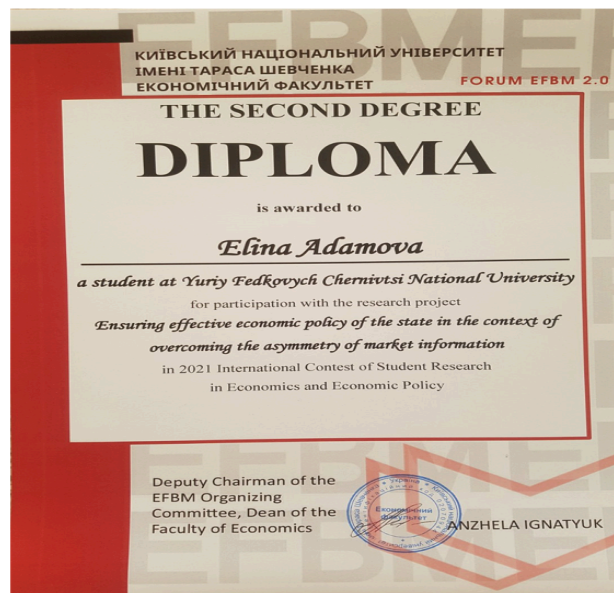 КИЇВСЬКИЙ НАЦІОНАЛЬНИЙ УНІВЕРСИТЕТ
ІМЕНІ ТАРАСА ШЕВЧЕНКА
ЕКОНОМІЧНИЙ ФАКУЛЬТЕТ
FORUM EFBM 2.0
THE SECOND DEGREE
DIPLOMA
is awarded to
Elina Adamova
a student at Yuriy Fedkovych Chernivtsi National University
for participation with the research project
Ensuring effective economic policy of the state in the context of
overcoming the asymmetry of market information
in 2021 International Contest of Student Research
in Economics and Economic Policy
Deputy Chairman of the
EFBM Organizing
Committee, Dean of the
Faculty of Economics
Україна
Економічний
факультет
ANZHELA IGNATYUK